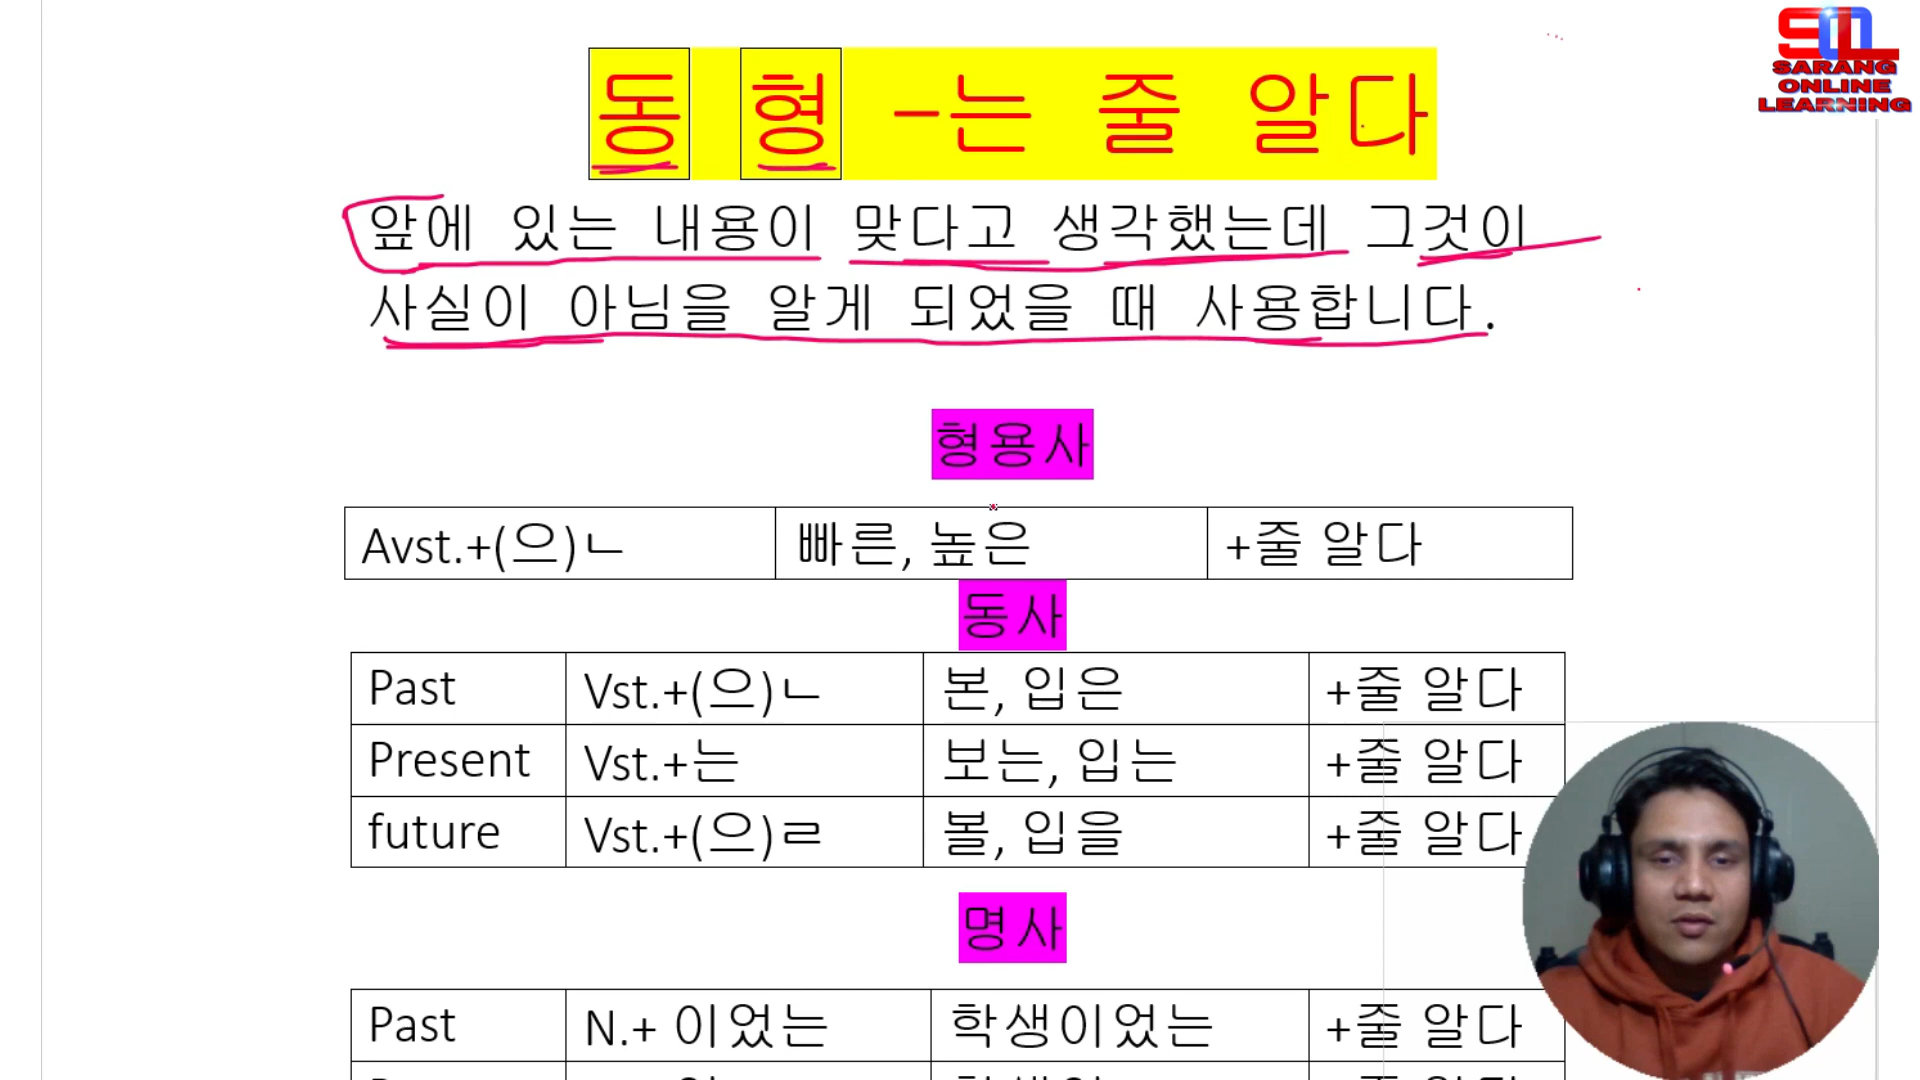 SOL
SARANG
ONLINE
LEARNING
동 형 –는 줄 알다
앞에 있는 내용이 맞다고 생각했는데 그것이
사실이 아님을 알게 되었을 때 사용합니다.
형용사
Avst.+(으)ㄴ 빠른, 높은 +줄 알다
동사
Past Vst.+(으)ㄴ 본, 입은 +줄 알다
Present Vst.+는 보는, 입는 +줄 알다
future Vst.+(으)ㄹ 볼, 입을 +줄 알다
명사
Past N.+ 이었는 학생이었는 +줄 알다